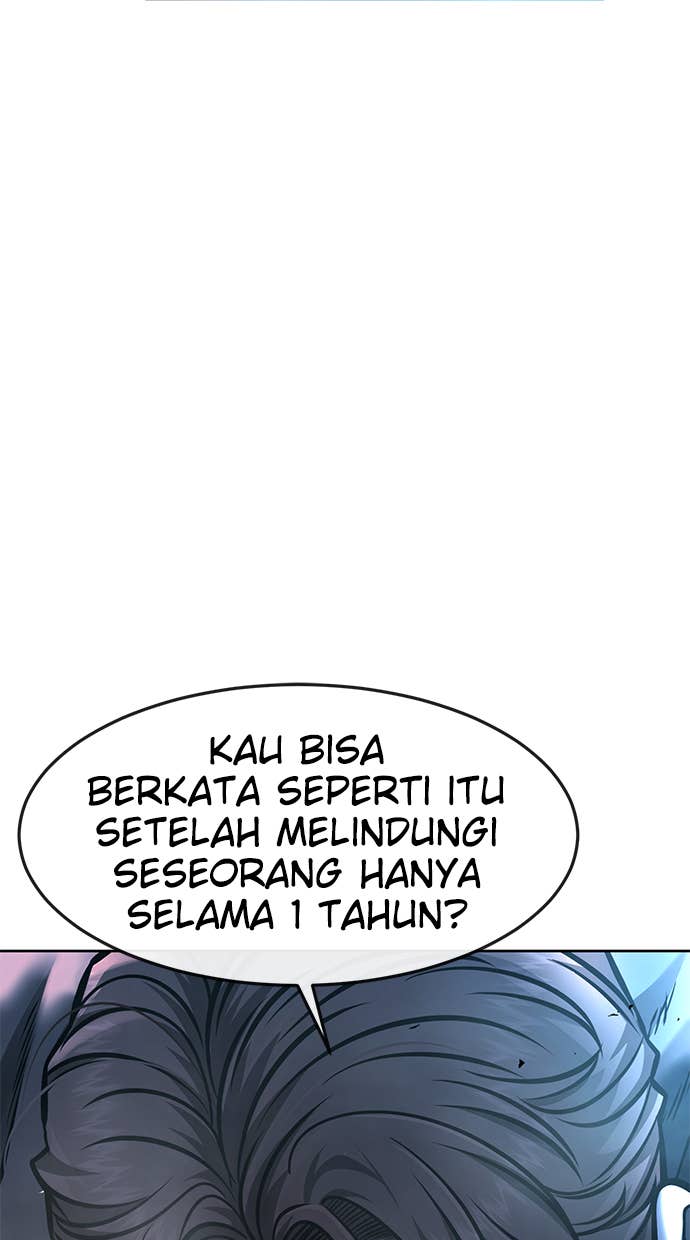 KAU BISA
BERKATA SEPERTI ITU
SETELAH MELINDUNGI
SESEORANG HANYA
SELAMA 1 TAHUN?